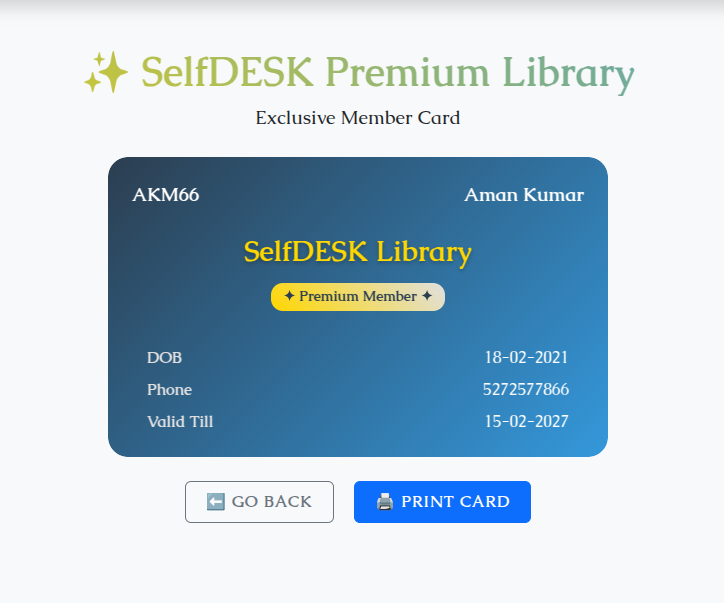 ✨ SelfDESK Premium Library
Exclusive Member Card
AKM66 Aman Kumar
SelfDESK Library
✦ Premium Member ✦
DOB 18-02-2021
Phone 5272577866
Valid Till 15-02-2027
⬅️ GO BACK 🖨️ PRINT CARD